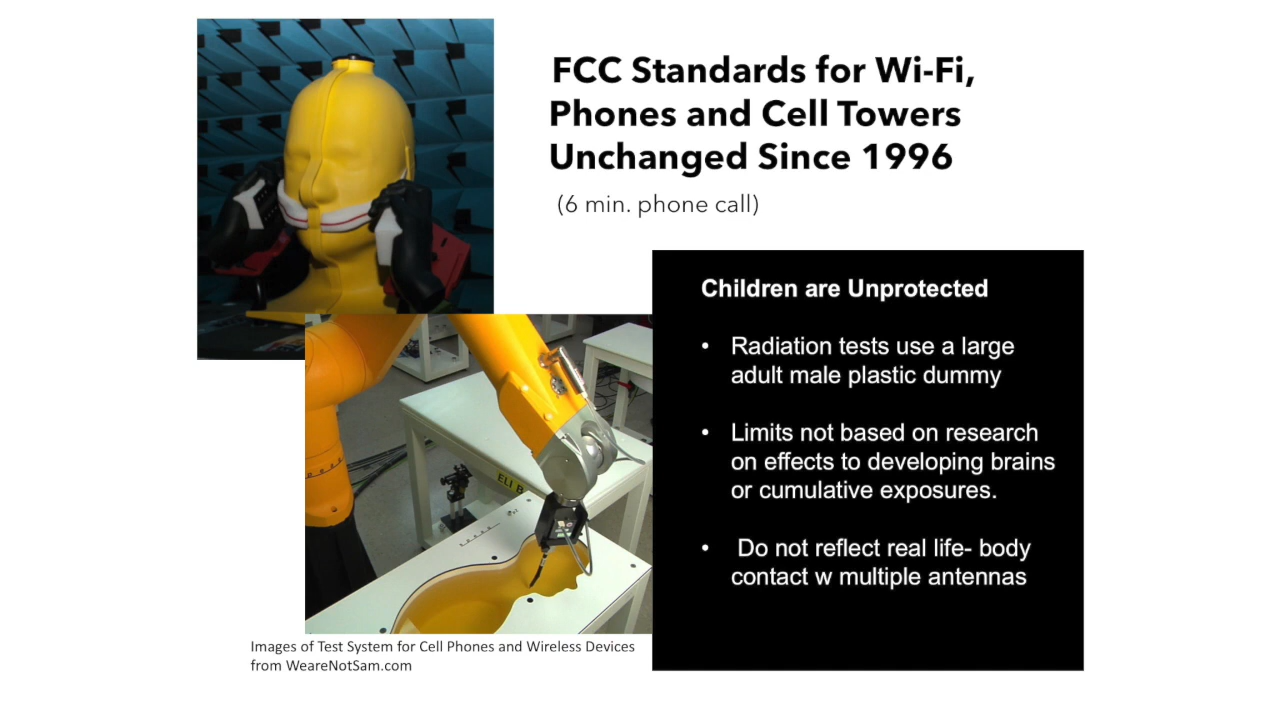 FCC Standards for Wi-Fi,
Phones and Cell Towers
Unchanged Since 1996
(6 min. phone call)
Children are Unprotected
• Radiation tests use a large
adult male plastic dummy
• Limits not based on research
on effects to developing brains
or cumulative exposures.
• Do not reflect real life- body
contact w multiple antennas
ELI
Images of Test System for Cell Phones and Wireless Devices
from WeareNotSam.com